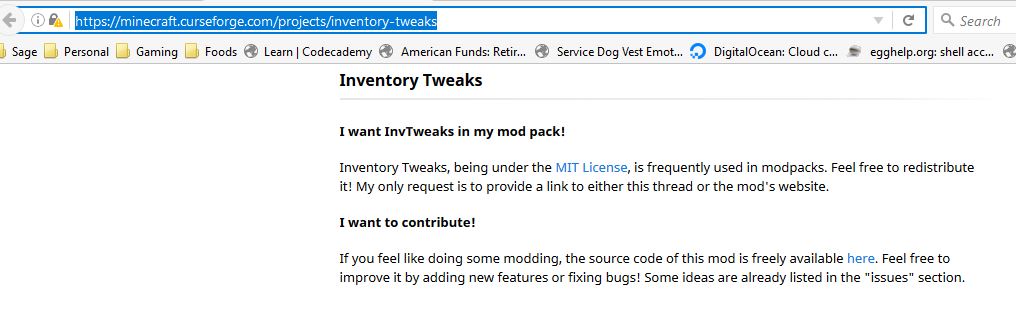 https://minecraft.curseforge.com/projects/inventory-tweaks
Search
Sage Personal Gaming Foods Learn | Codecademy American Funds: Retir... Service Dog Vest Emot... DigitalOcean: Cloud c... egghelp.org: shell acc...
Inventory Tweaks
I want InvTweaks in my mod pack!
Inventory Tweaks, being under the MIT License, is frequently used in modpacks. Feel free to redistribute
it! My only request is to provide a link to either this thread or the mod's website.
I want to contribute!
If you feel like doing some modding, the source code of this mod is freely available here. Feel free to
improve it by adding new features or fixing bugs! Some ideas are already listed in the "issues" section.